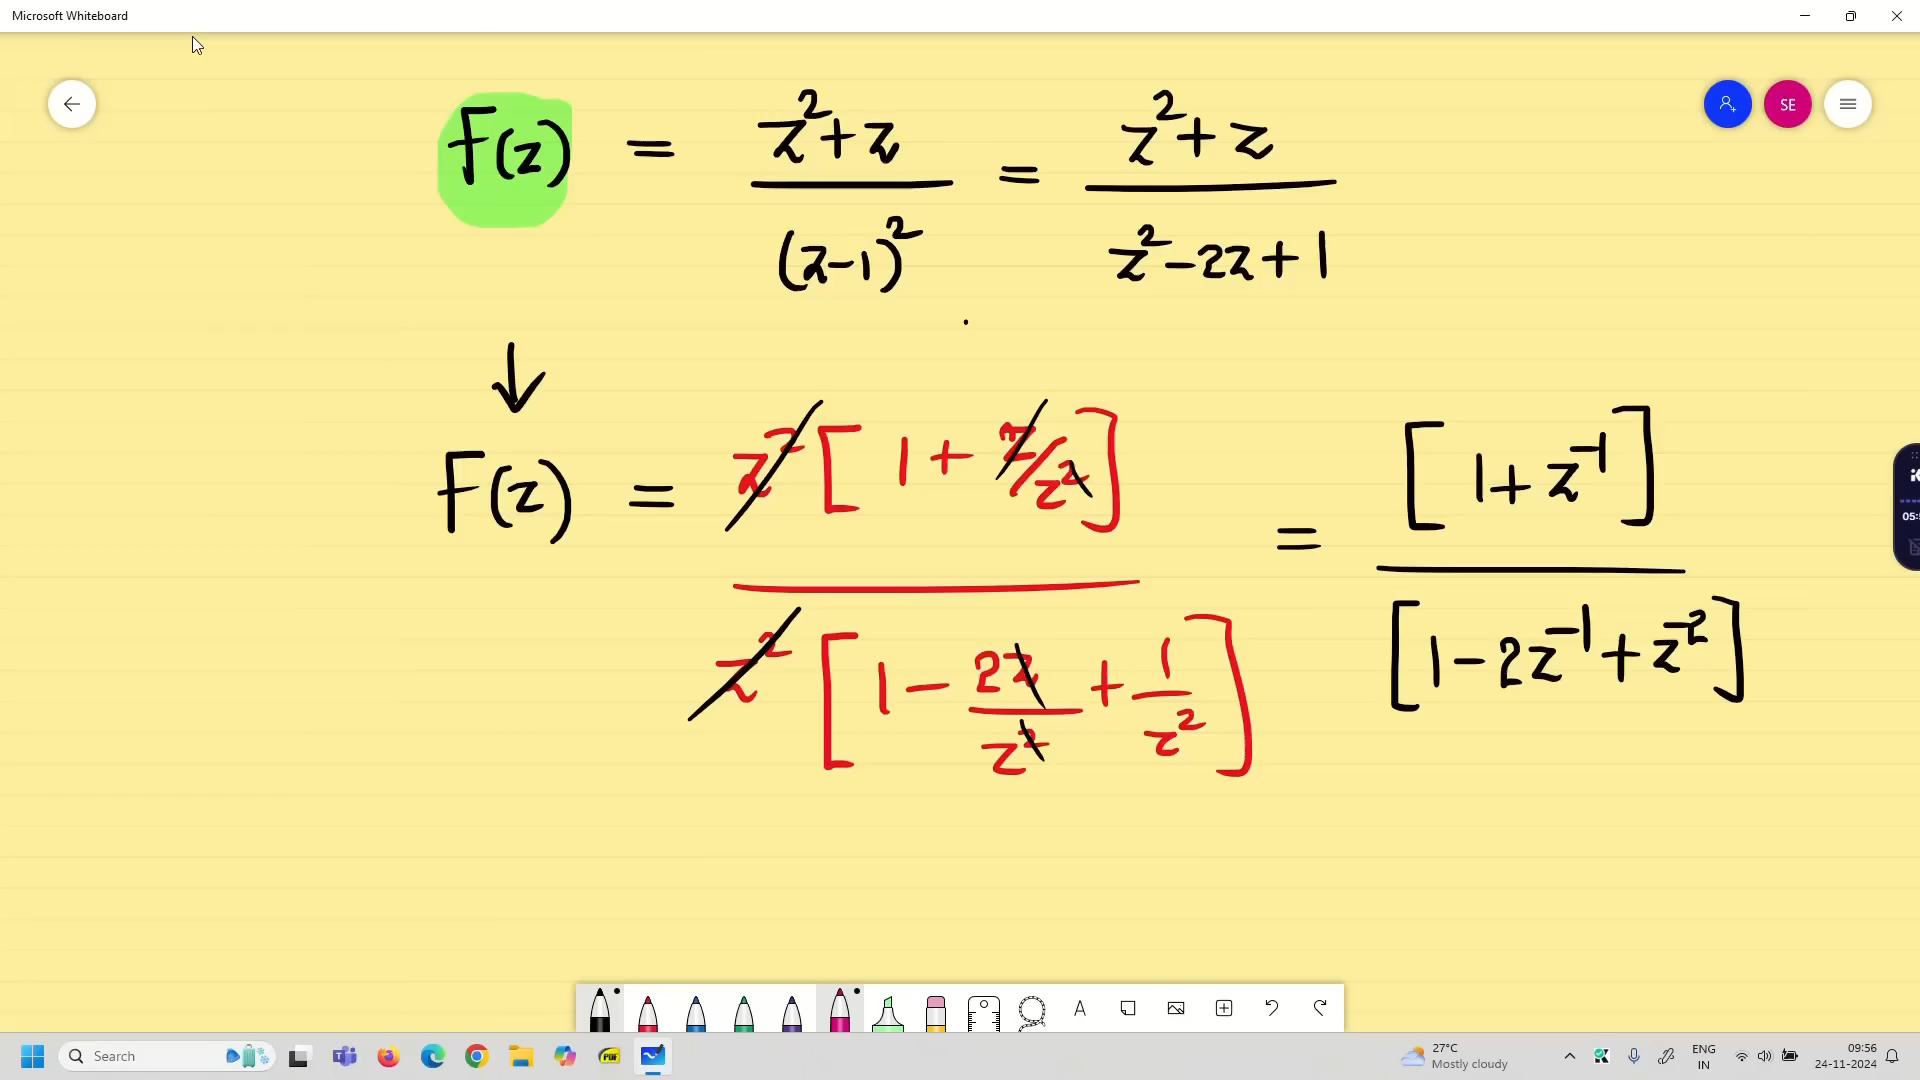 Microsoft Whiteboard
SE
F(z) = z²+z / (z-1)² = z²+z / z²-2z+1
↓
F(z) = z²[1+z/z²] / z²[1-2z/z²+1/z²] = [1+z⁻¹] / [1-2z⁻¹+z⁻²]
A
Search
PDF
27°C
Mostly cloudy
ENG
IN
09:56
24-11-2024